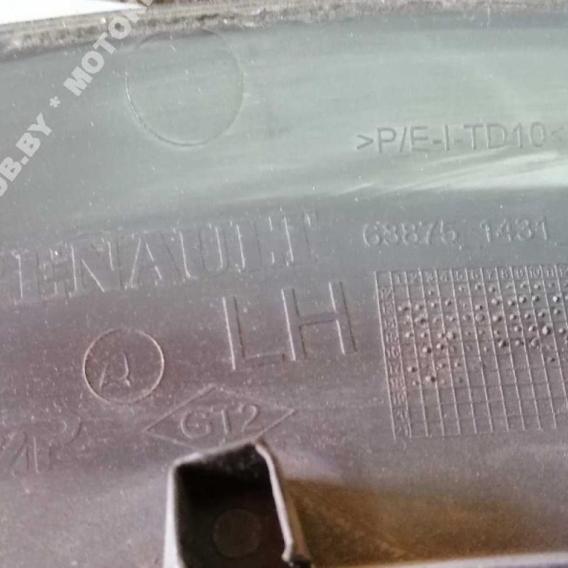 >P/E-I-TD10<
RENAULT 63875 1431
LH
GT2